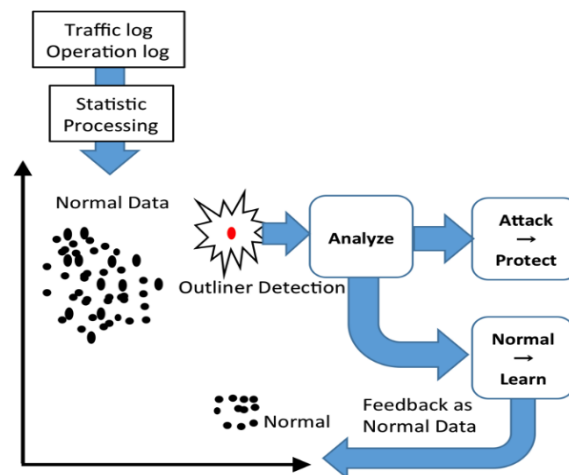 Traffic log
Operation log
Statistic
Processing
Normal Data
Outliner Detection
Analyze
Attack
→
Protect
Normal
→
Learn
Normal
Feedback as
Normal Data